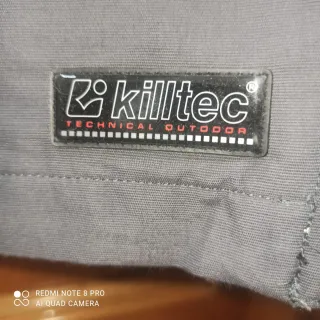 killtec®
TECHNICAL OUTDOOR
REDMI NOTE 8 PRO
AI QUAD CAMERA